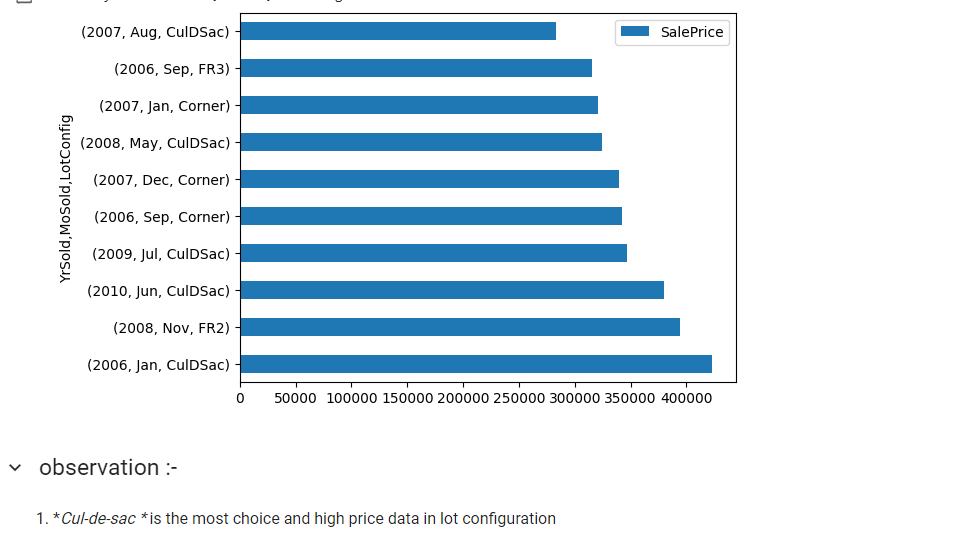 (2007, Aug, CulDSac)
SalePrice
(2006, Sep, FR3)
(2007, Jan, Corner)
(2008, May, CulDSac)
(2007, Dec, Corner)
(2006, Sep, Corner)
(2009, Jul, CulDSac)
(2010, Jun, CulDSac)
(2008, Nov, FR2)
(2006, Jan, CulDSac)
YrSold,MoSold,LotConfig
0 50000 100000 150000 200000 250000 300000 350000 400000
observation :-
1. *Cul-de-sac *is the most choice and high price data in lot configuration